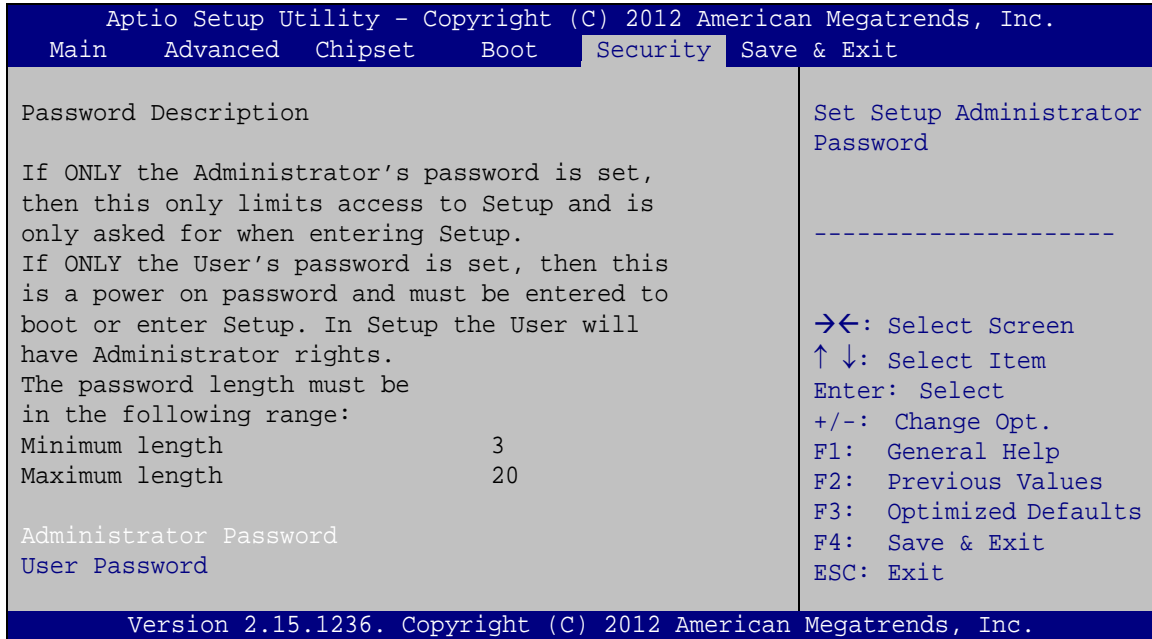 Aptio Setup Utility – Copyright (C) 2012 American Megatrends, Inc.
Main Advanced Chipset Boot Security Save & Exit
Password Description
If ONLY the Administrator’s password is set,
then this only limits access to Setup and is
only asked for when entering Setup.
If ONLY the User’s password is set, then this
is a power on password and must be entered to
boot or enter Setup. In Setup the User will
have Administrator rights.
The password length must be
in the following range:
Minimum length 3
Maximum length 20
Administrator Password
User Password
Set Setup Administrator
Password
---------------------
→←: Select Screen
↑ ↓: Select Item
Enter: Select
+/-: Change Opt.
F1: General Help
F2: Previous Values
F3: Optimized Defaults
F4: Save & Exit
ESC: Exit
Version 2.15.1236. Copyright (C) 2012 American Megatrends, Inc.